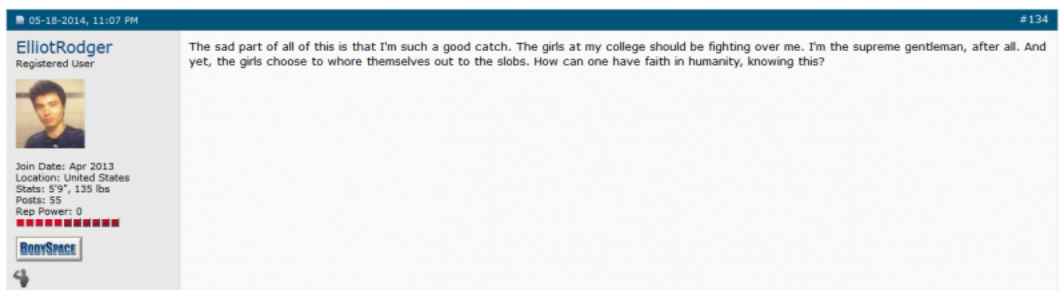 05-18-2014, 11:07 PM
#134
ElliotRodger
Registered User
Join Date: Apr 2013
Location: United States
Stats: 5'9", 135 lbs
Posts: 55
Rep Power: 0
BODYSPACE
The sad part of all of this is that I'm such a good catch. The girls at my college should be fighting over me. I'm the supreme gentleman, after all. And
yet, the girls choose to whore themselves out to the slobs. How can one have faith in humanity, knowing this?